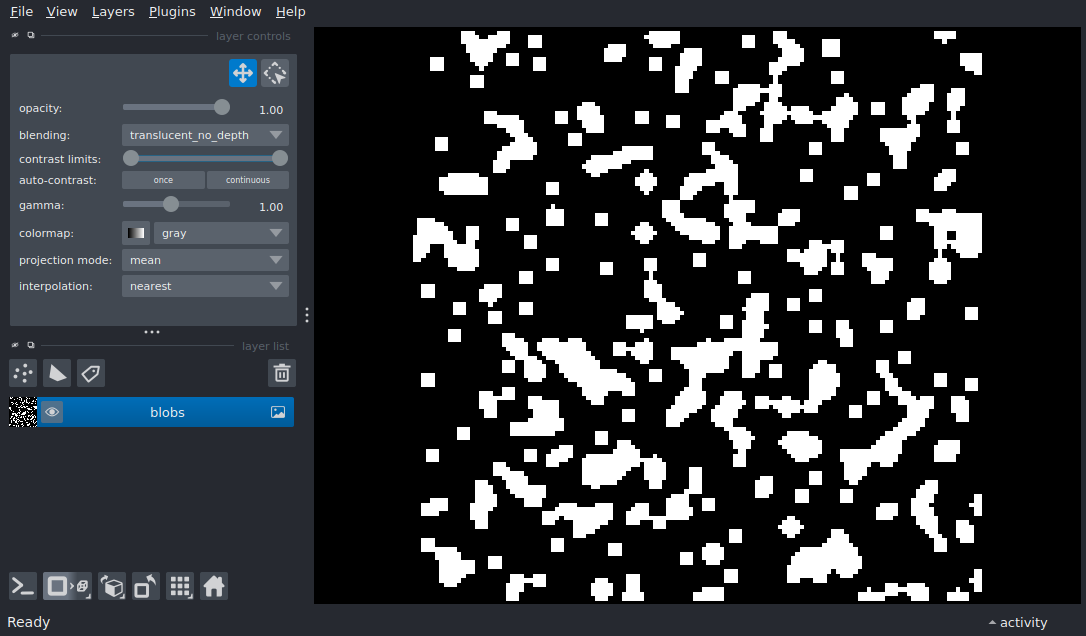 File View Layers Plugins Window Help
layer controls
opacity: 1.00
blending: translucent_no_depth
contrast limits:
auto-contrast: once continuous
gamma: 1.00
colormap: gray
projection mode: mean
interpolation: nearest
layer list
blobs
Ready activity